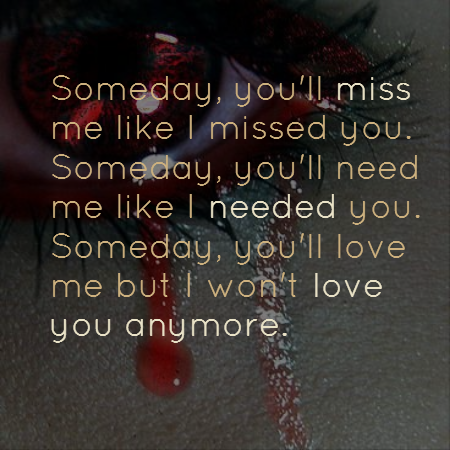 Someday, you'll miss
me like I missed you.
Someday, you'll need
me like I needed you.
Someday, you'll love
me but I won't love
you anymore.